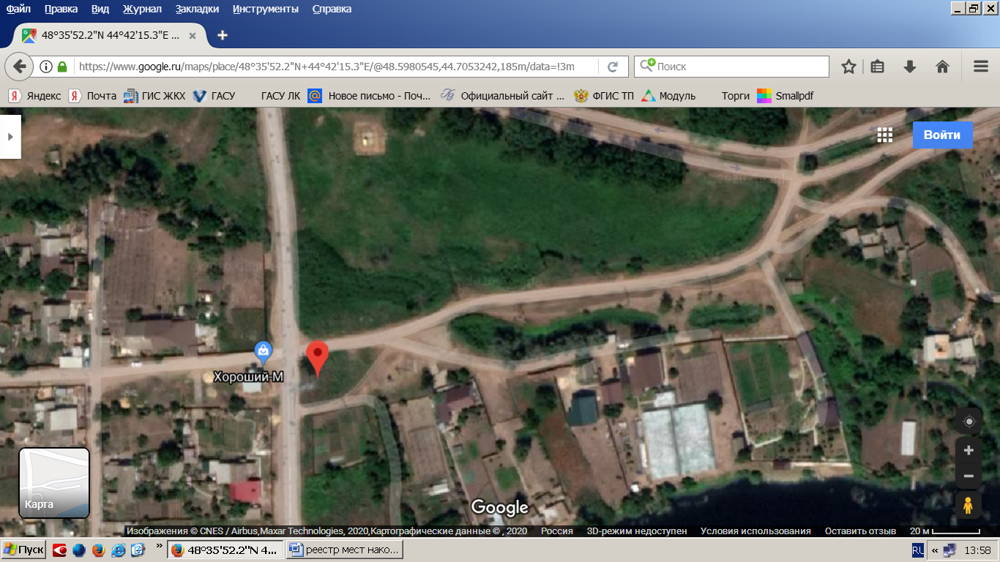 Файл Правка Вид Журнал Закладки Инструменты Справка
48°35'52.2"N 44°42'15.3"E ...
https://www.google.ru/maps/place/48°35'52.2"N+44°42'15.3"E/@48.5980545,44.7053242,185m/data=!3m
Поиск
Яндекс Почта ГИС ЖКХ ГАСУ ГАСУ ЛК Новое письмо - Поч... Официальный сайт ... ФГИС ТП Модуль Торги Smallpdf
Войти
Хороший-М
Карта
Google
Изображения © CNES / Airbus,Maxar Technologies, 2020,Картографические данные © , 2020 Россия 3D-режим недоступен Условия использования Оставить отзыв 20 м
Пуск » 48°35'52.2"N 4... реестр мест нако... RU « 13:58